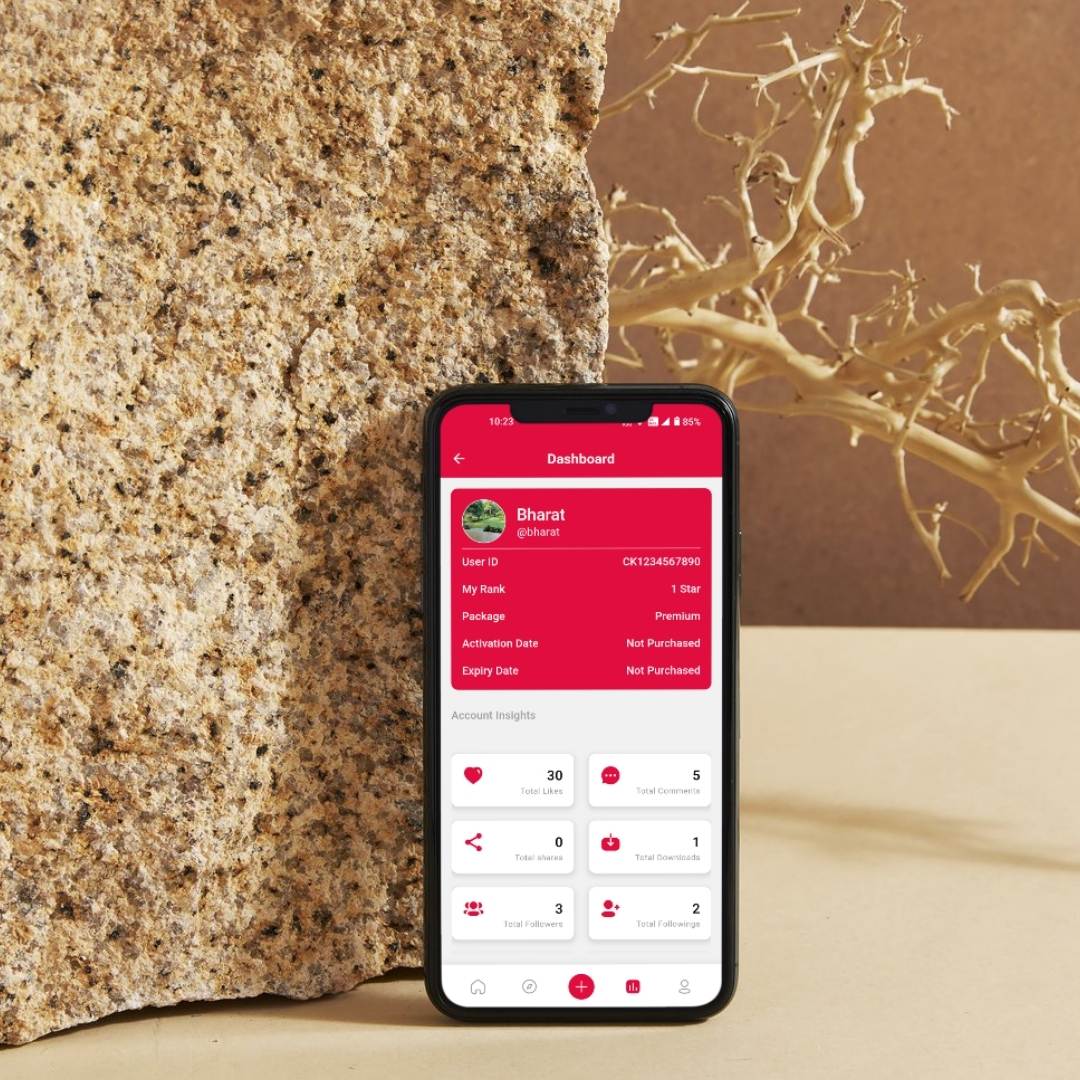 10:23
85%
Dashboard
Bharat
@bharat
User ID CK1234567890
My Rank 1 Star
Package Premium
Activation Date Not Purchased
Expiry Date Not Purchased
Account Insights
30 5
Total Likes Total Comments
0 1
Total shares Total Downloads
3 2
Total Followers Total Followings